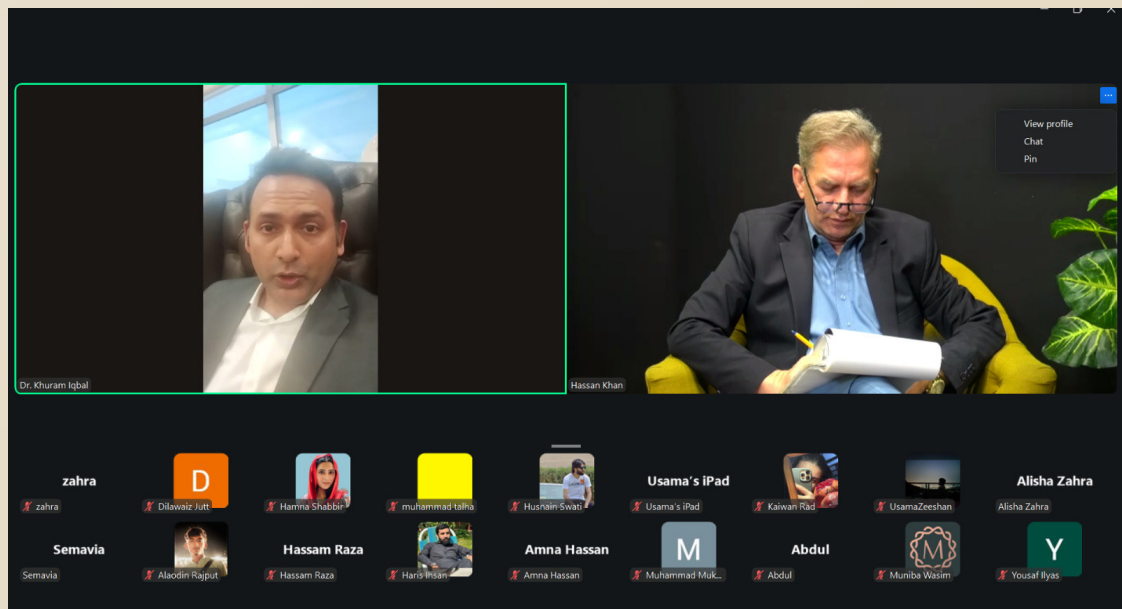 View profile
Chat
Pin
Dr. Khuram Iqbal
Hassan Khan
zahra
D
Usama's iPad
Alisha Zahra
zahra
Dilawaiz Jutt
Hamna Shabbir
muhammad talha
Husnain Swati
Usama's iPad
Kaiwan Rad
UsamaZeeshan
Alisha Zahra
Semavia
Hassam Raza
Amna Hassan
M
Abdul
M
Y
Semavia
Alaodin Rajput
Hassam Raza
Haris Ihsan
Amna Hassan
Muhammad Muk...
Abdul
Muniba Wasim
Yousaf Ilyas